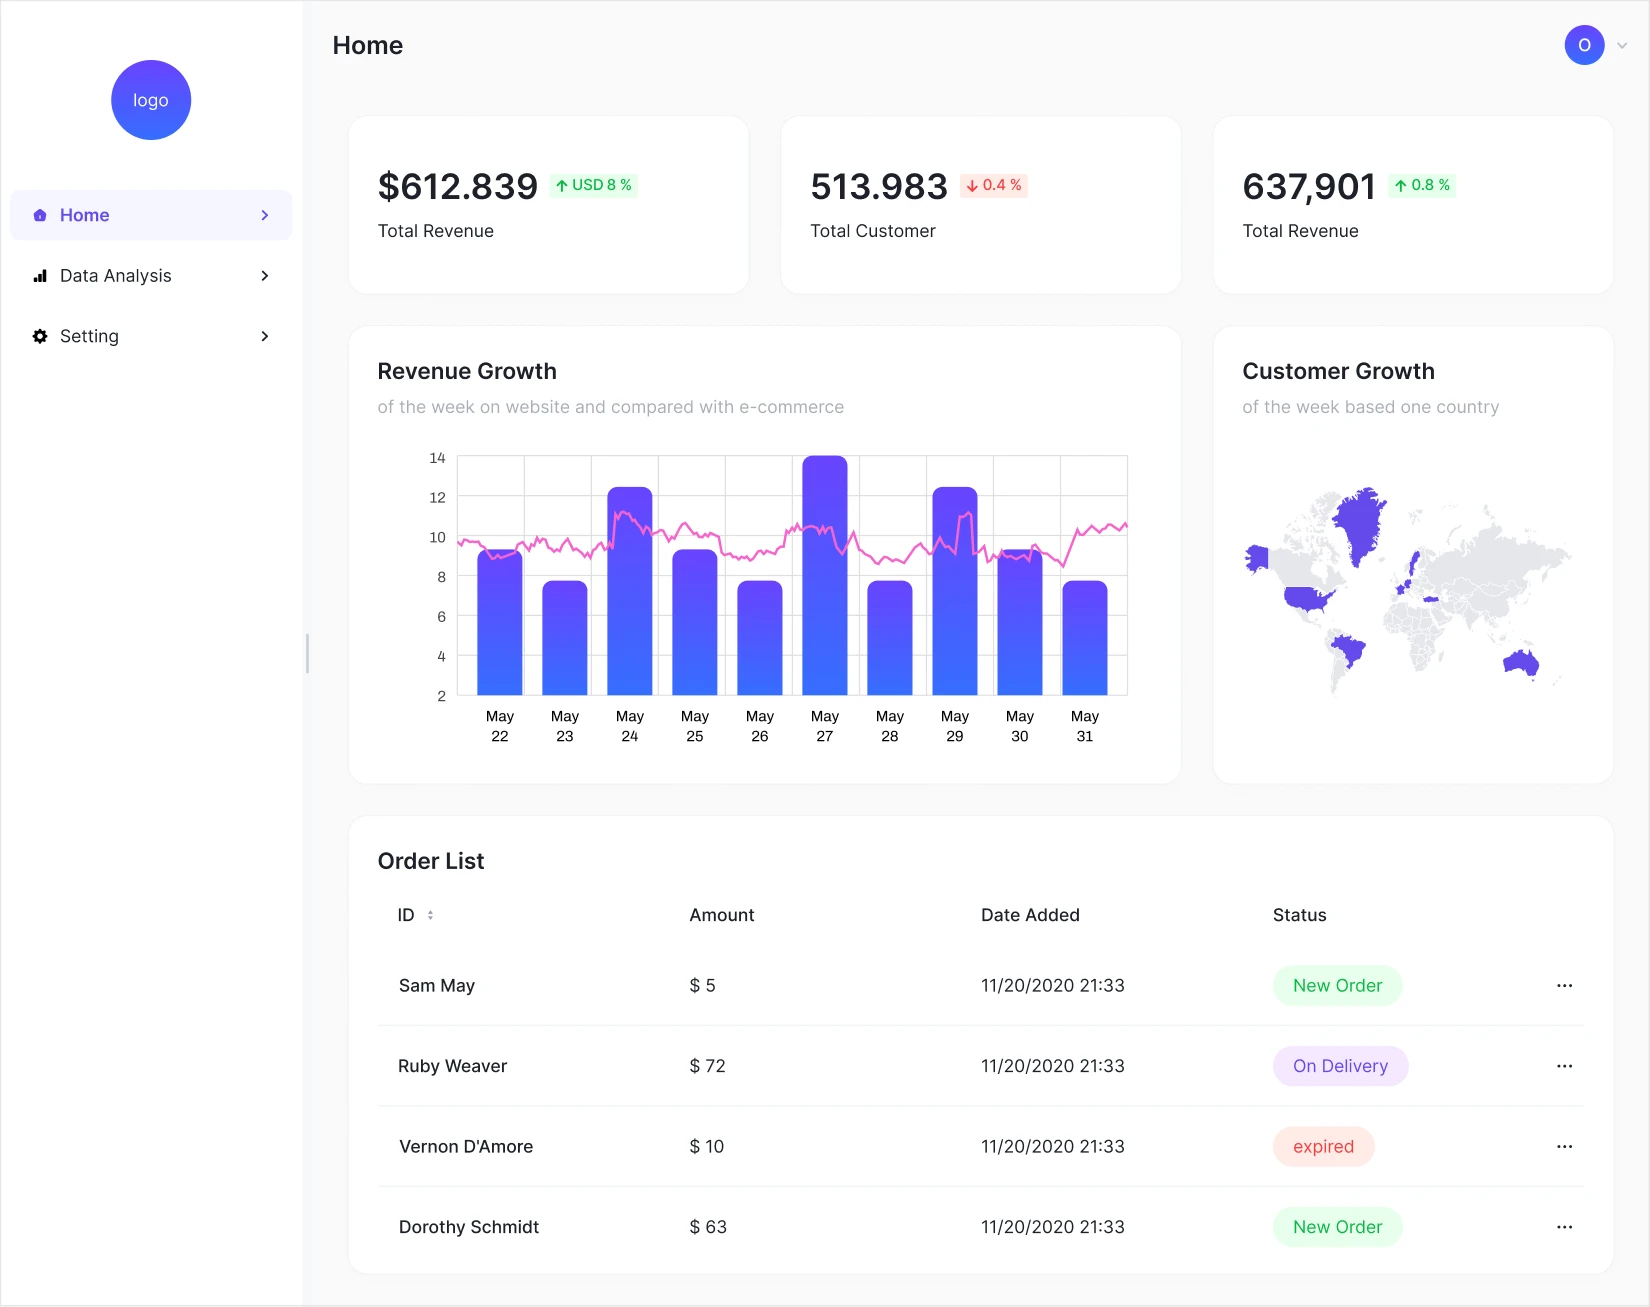 logo
Home
Data Analysis
Setting
Home
O
$612.839 ↑ USD 8 %
Total Revenue
513.983 ↓ 0.4 %
Total Customer
637,901 ↑ 0.8 %
Total Revenue
Revenue Growth
of the week on website and compared with e-commerce
14
12
10
8
6
4
2
May 22
May 23
May 24
May 25
May 26
May 27
May 28
May 29
May 30
May 31
Customer Growth
of the week based one country
Order List
ID Amount Date Added Status
Sam May $ 5 11/20/2020 21:33 New Order ···
Ruby Weaver $ 72 11/20/2020 21:33 On Delivery ···
Vernon D'Amore $ 10 11/20/2020 21:33 expired ···
Dorothy Schmidt $ 63 11/20/2020 21:33 New Order ···